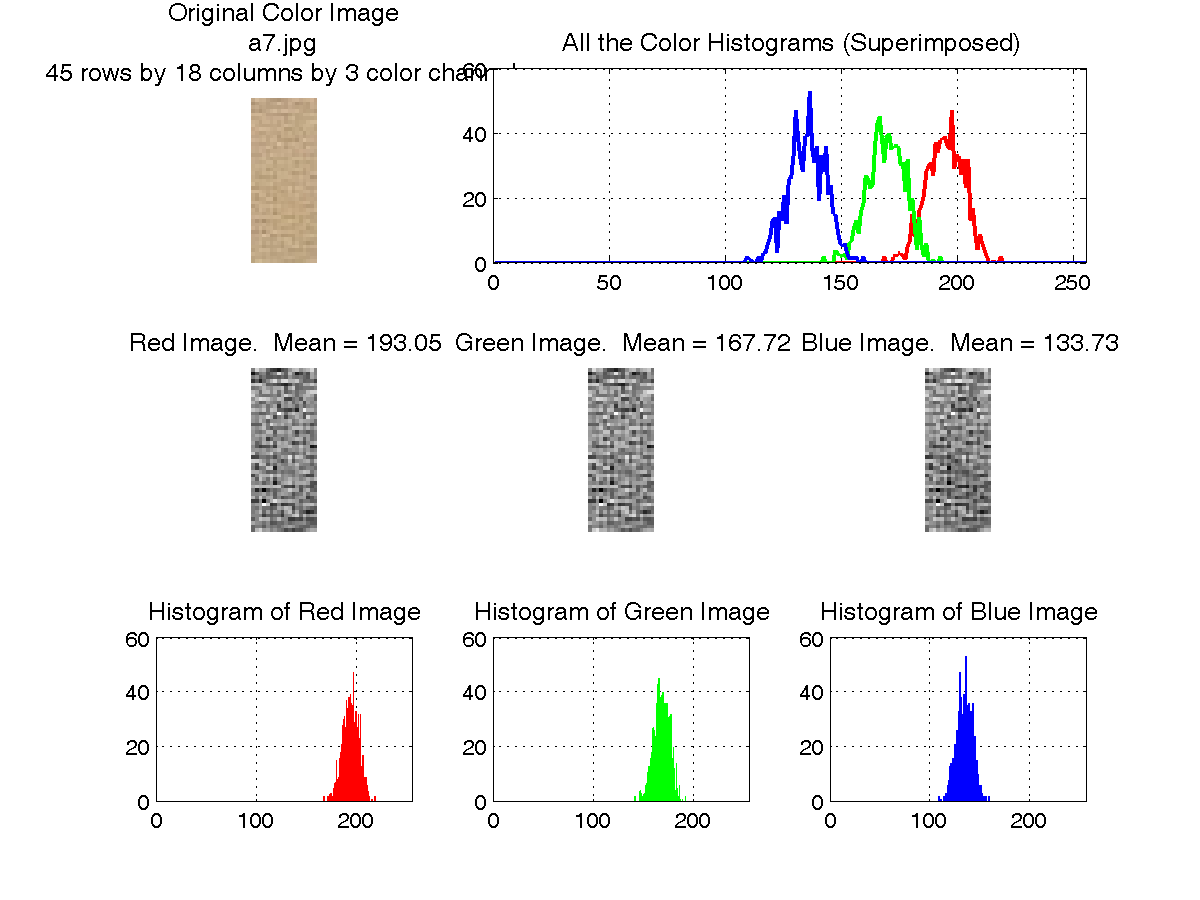 Original Color Image
a7.jpg
45 rows by 18 columns by 3 color
All the Color Histograms (Superimposed)
60
40
20
0
0 50 100 150 200 250
Red Image. Mean = 193.05 Green Image. Mean = 167.72 Blue Image. Mean = 133.73
Histogram of Red Image
60
40
20
0
0 100 200
Histogram of Green Image
60
40
20
0
0 100 200
Histogram of Blue Image
60
40
20
0
0 100 200